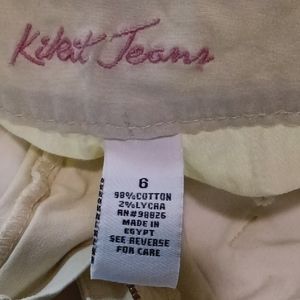 Kikit Jeans
6
98%COTTON
2%LYCRA
RN#98826
MADE IN
EGYPT
SEE REVERSE
FOR CARE